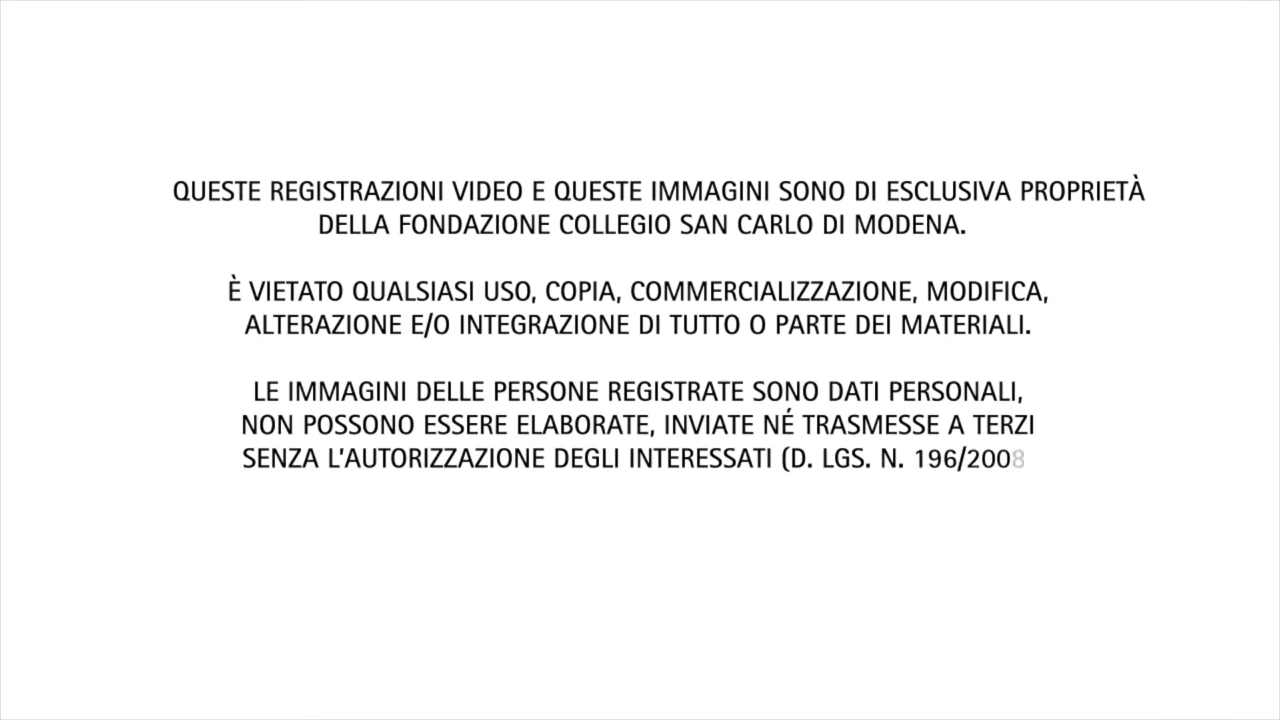 QUESTE REGISTRAZIONI VIDEO E QUESTE IMMAGINI SONO DI ESCLUSIVA PROPRIETÀ
DELLA FONDAZIONE COLLEGIO SAN CARLO DI MODENA.
È VIETATO QUALSIASI USO, COPIA, COMMERCIALIZZAZIONE, MODIFICA,
ALTERAZIONE E/O INTEGRAZIONE DI TUTTO O PARTE DEI MATERIALI.
LE IMMAGINI DELLE PERSONE REGISTRATE SONO DATI PERSONALI,
NON POSSONO ESSERE ELABORATE, INVIATE NÉ TRASMESSE A TERZI
SENZA L'AUTORIZZAZIONE DEGLI INTERESSATI (D. LGS. N. 196/2008